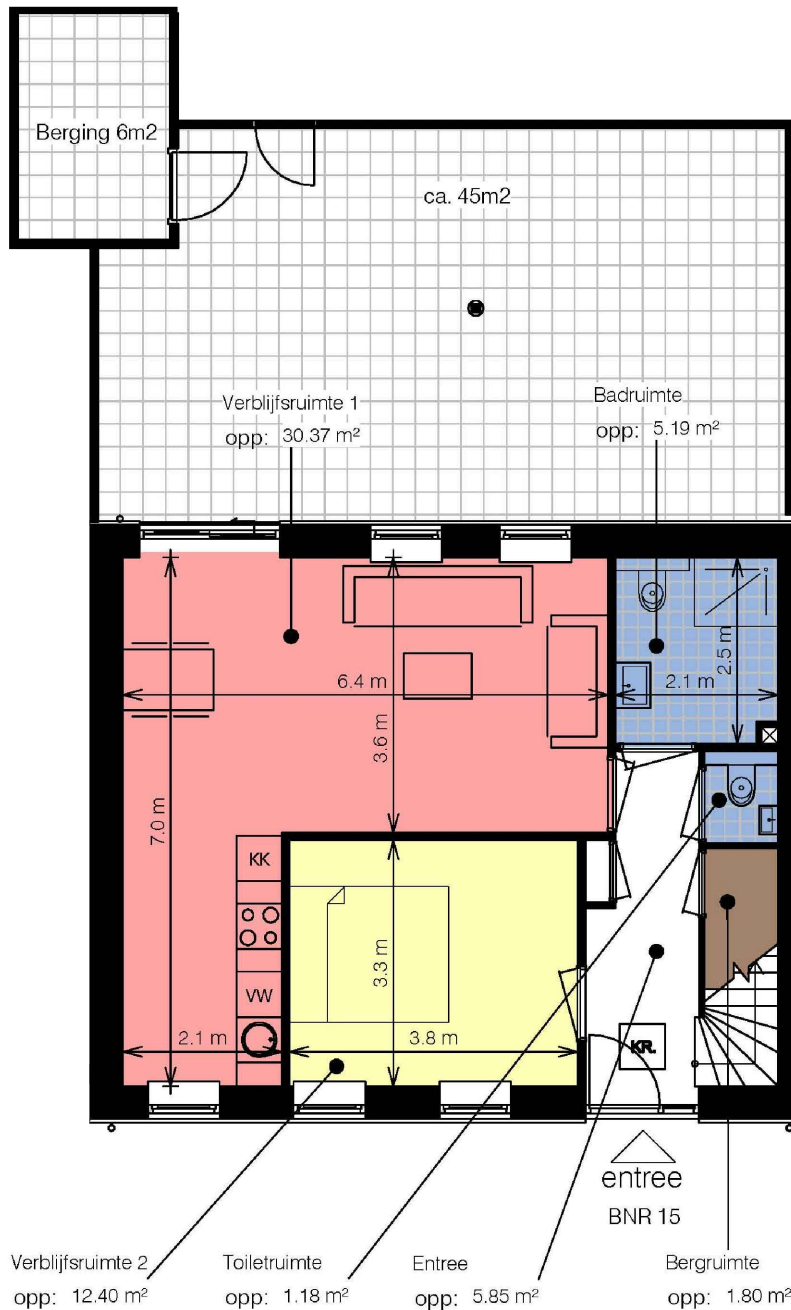 Berging 6m2
ca. 45m2
Verblijfsruimte 1
opp: 30.37 m²
Badruimte
opp: 5.19 m²
6.4 m
2.1 m
2.5 m
3.6 m
7.0 m
KK
VW
3.3 m
2.1 m
3.8 m
KR.
entree
BNR 15
Verblijfsruimte 2
opp: 12.40 m²
Toiletruimte
opp: 1.18 m²
Entree
opp: 5.85 m²
Bergruimte
opp: 1.80 m²